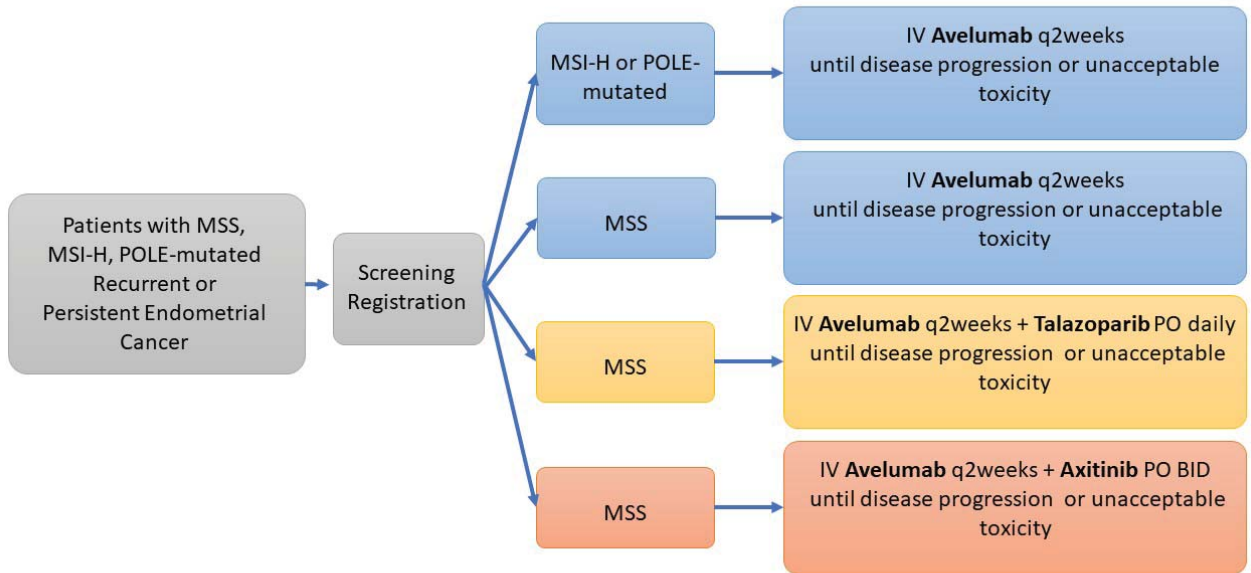 Patients with MSS,
MSI-H, POLE-mutated
Recurrent or
Persistent Endometrial
Cancer
Screening
Registration
MSI-H or POLE-
mutated
IV Avelumab q2weeks
until disease progression or unacceptable
toxicity
MSS
IV Avelumab q2weeks
until disease progression or unacceptable
toxicity
MSS
IV Avelumab q2weeks + Talazoparib PO daily
until disease progression or unacceptable
toxicity
MSS
IV Avelumab q2weeks + Axitinib PO BID
until disease progression or unacceptable
toxicity